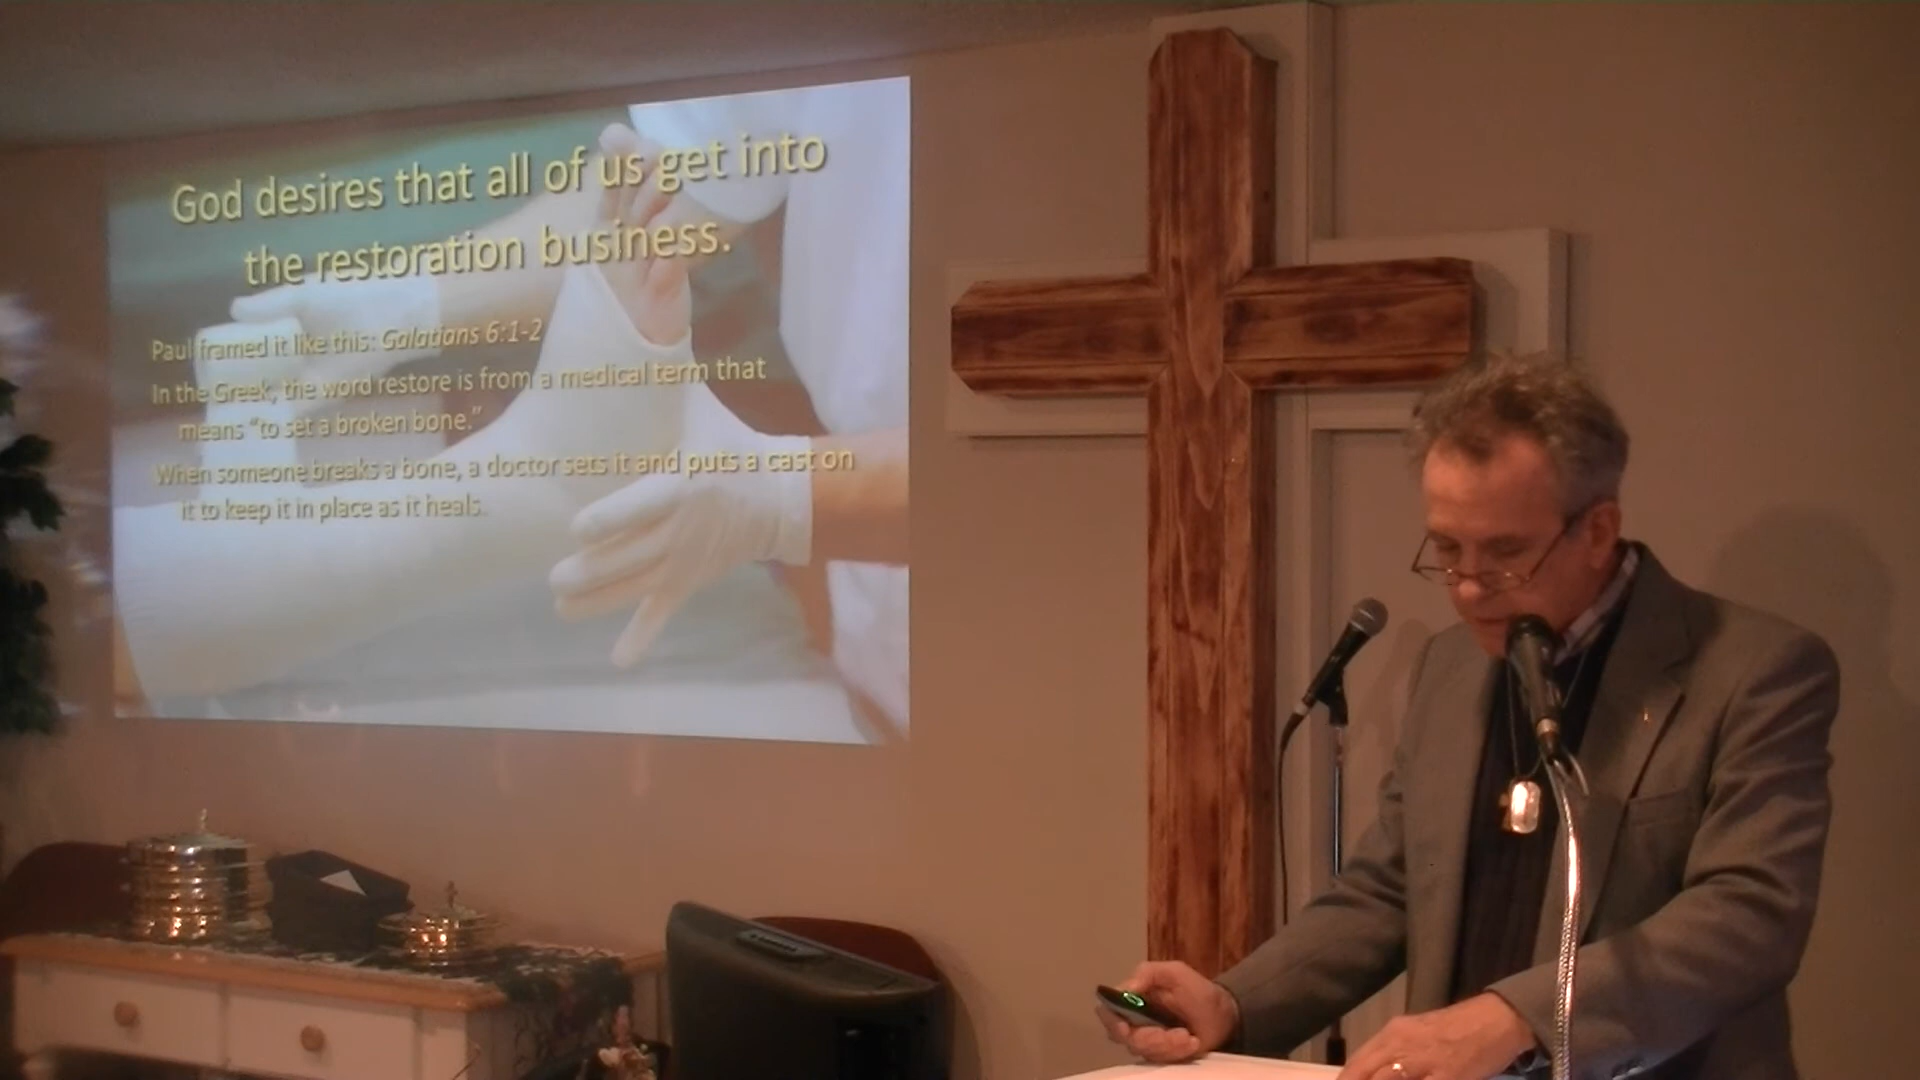 God desires that all of us get into
the restoration business.
Paul framed it like this: Galatians 6:1-2
In the Greek, the word restore is from a medical term that
means “to set a broken bone.”
When someone breaks a bone, a doctor sets it and puts a cast on
it to keep it in place as it heals.